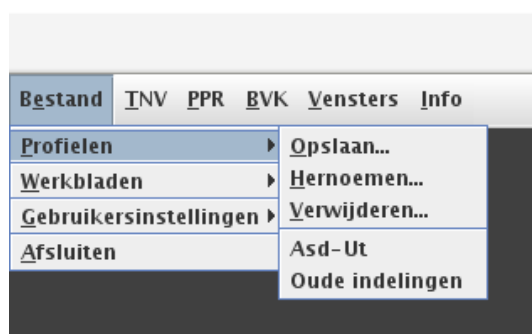 Bestand TNV PPR BVK Vensters Info
Profielen
Werkbladen
Gebruikersinstellingen
Afsluiten
Opslaan...
Hernoemen...
Verwijderen...
Asd-Ut
Oude indelingen